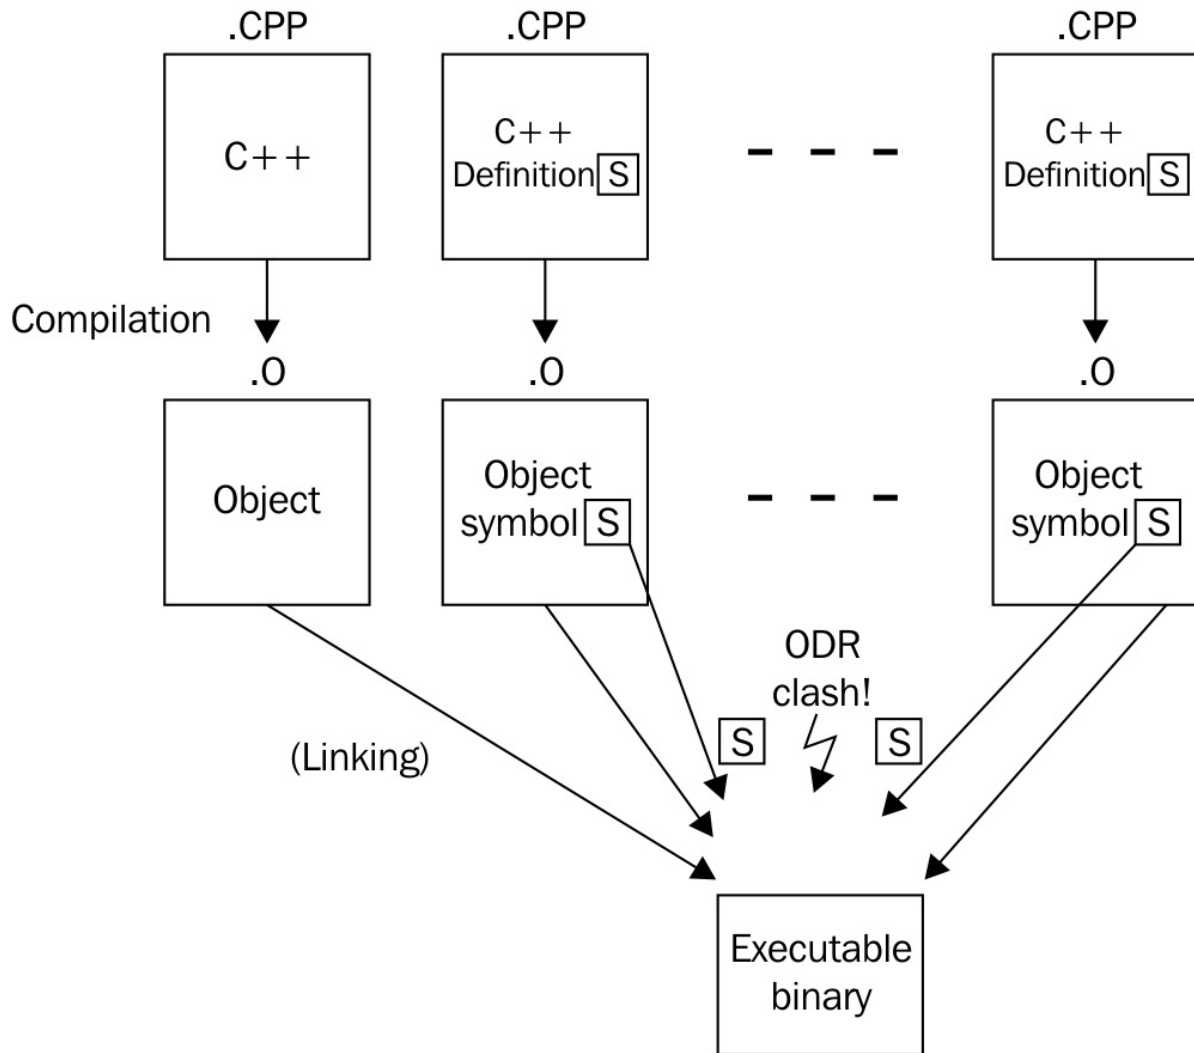 .CPP
.CPP
.CPP
C++
C++
Definition S
C++
Definition S
Compilation
.O
.O
.O
Object
Object
symbol S
Object
symbol S
ODR
clash!
S
S
(Linking)
Executable
binary